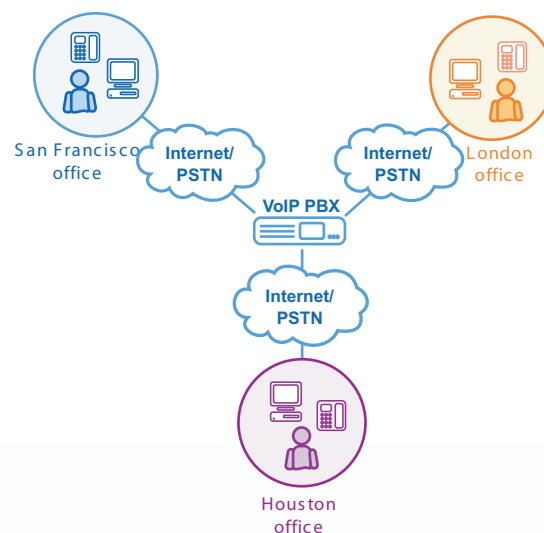 San Francisco
office
Internet/
PSTN
Internet/
PSTN
London
office
VoIP PBX
Internet/
PSTN
Houston
office